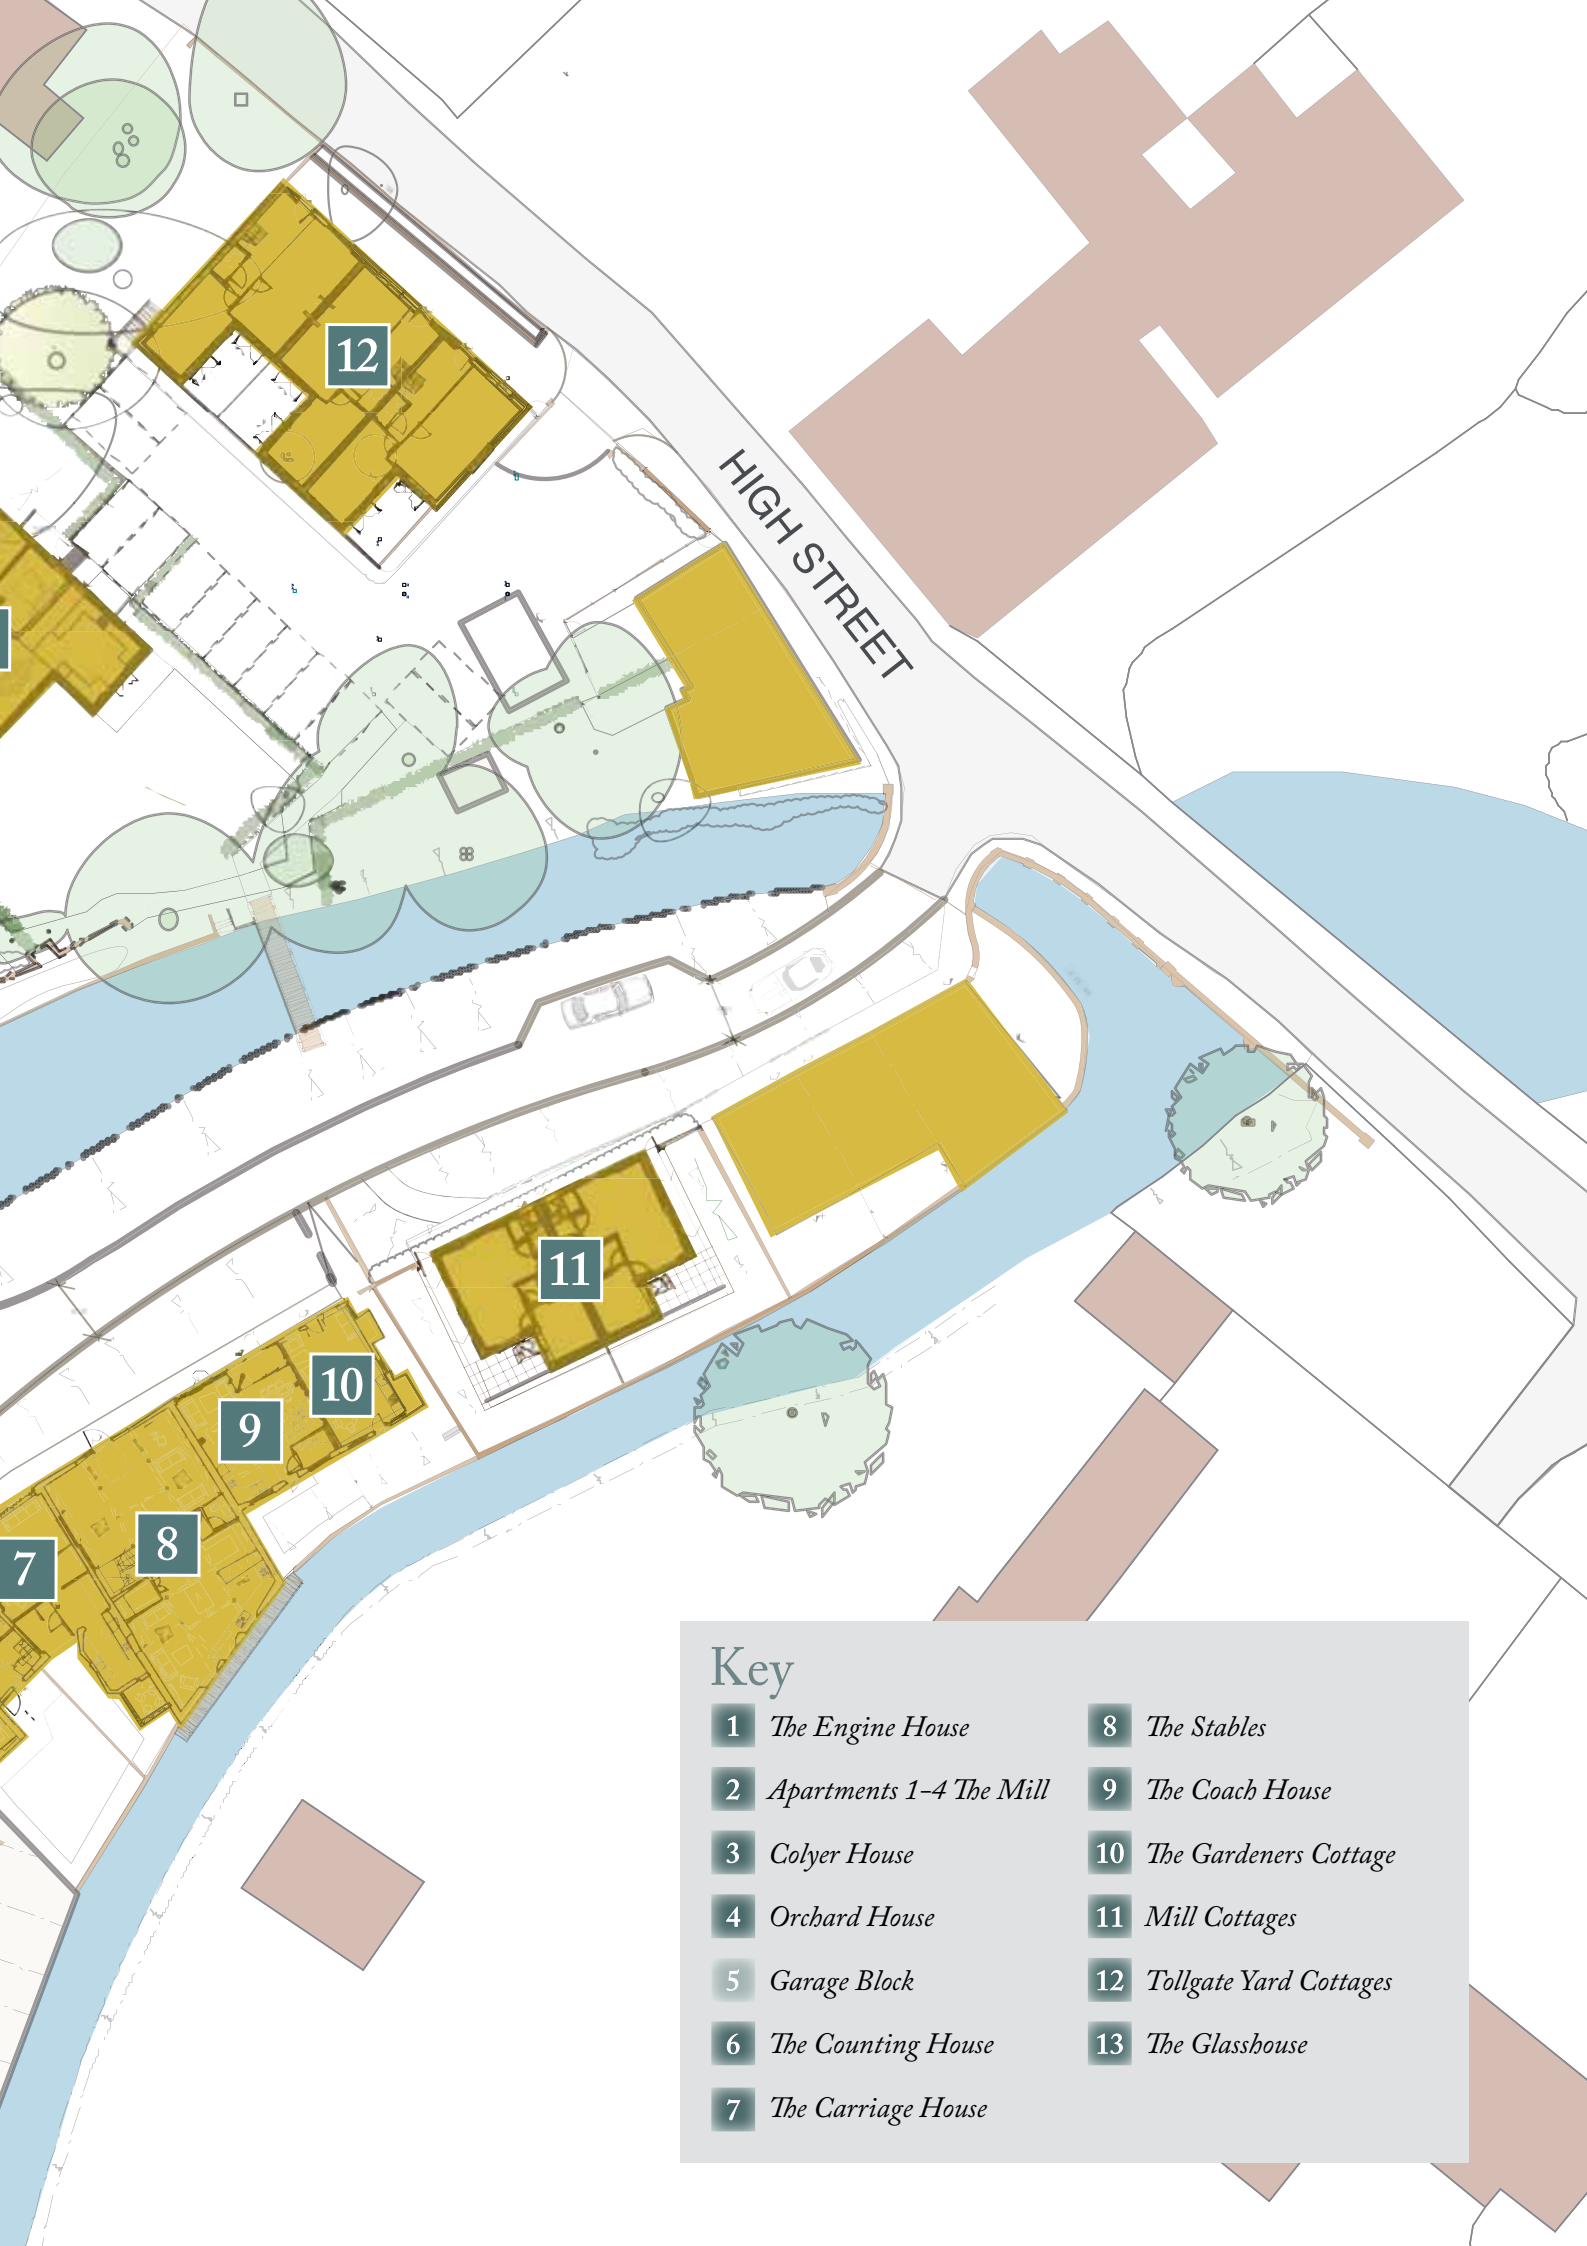 12
HIGH STREET
11
10
9
8
7
Key
1 The Engine House
2 Apartments 1-4 The Mill
3 Colyer House
4 Orchard House
5 Garage Block
6 The Counting House
7 The Carriage House
8 The Stables
9 The Coach House
10 The Gardeners Cottage
11 Mill Cottages
12 Tollgate Yard Cottages
13 The Glasshouse